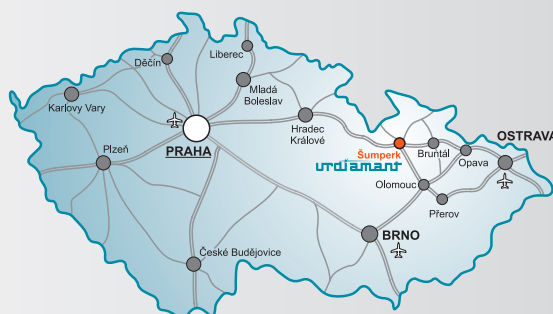 Liberec
Děčín
Mladá
Boleslav
Karlovy Vary
Hradec
Králové
PRAHA
Plzeň
Šumperk
urdiamant
Bruntál
OSTRAVA
Opava
Olomouc
Přerov
BRNO
České Budějovice